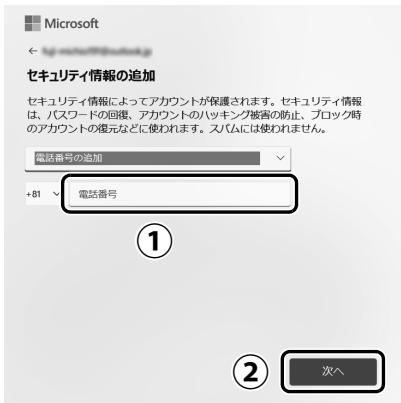 Microsoft
←
セキュリティ情報の追加
セキュリティ情報によってアカウントが保護されます。セキュリティ情報
は、パスワードの回復、アカウントのハッキング被害の防止、ブロック時
のアカウントの復元などに使われます。スパムには使われません。
電話番号の追加
+81 電話番号
①
② 次へ